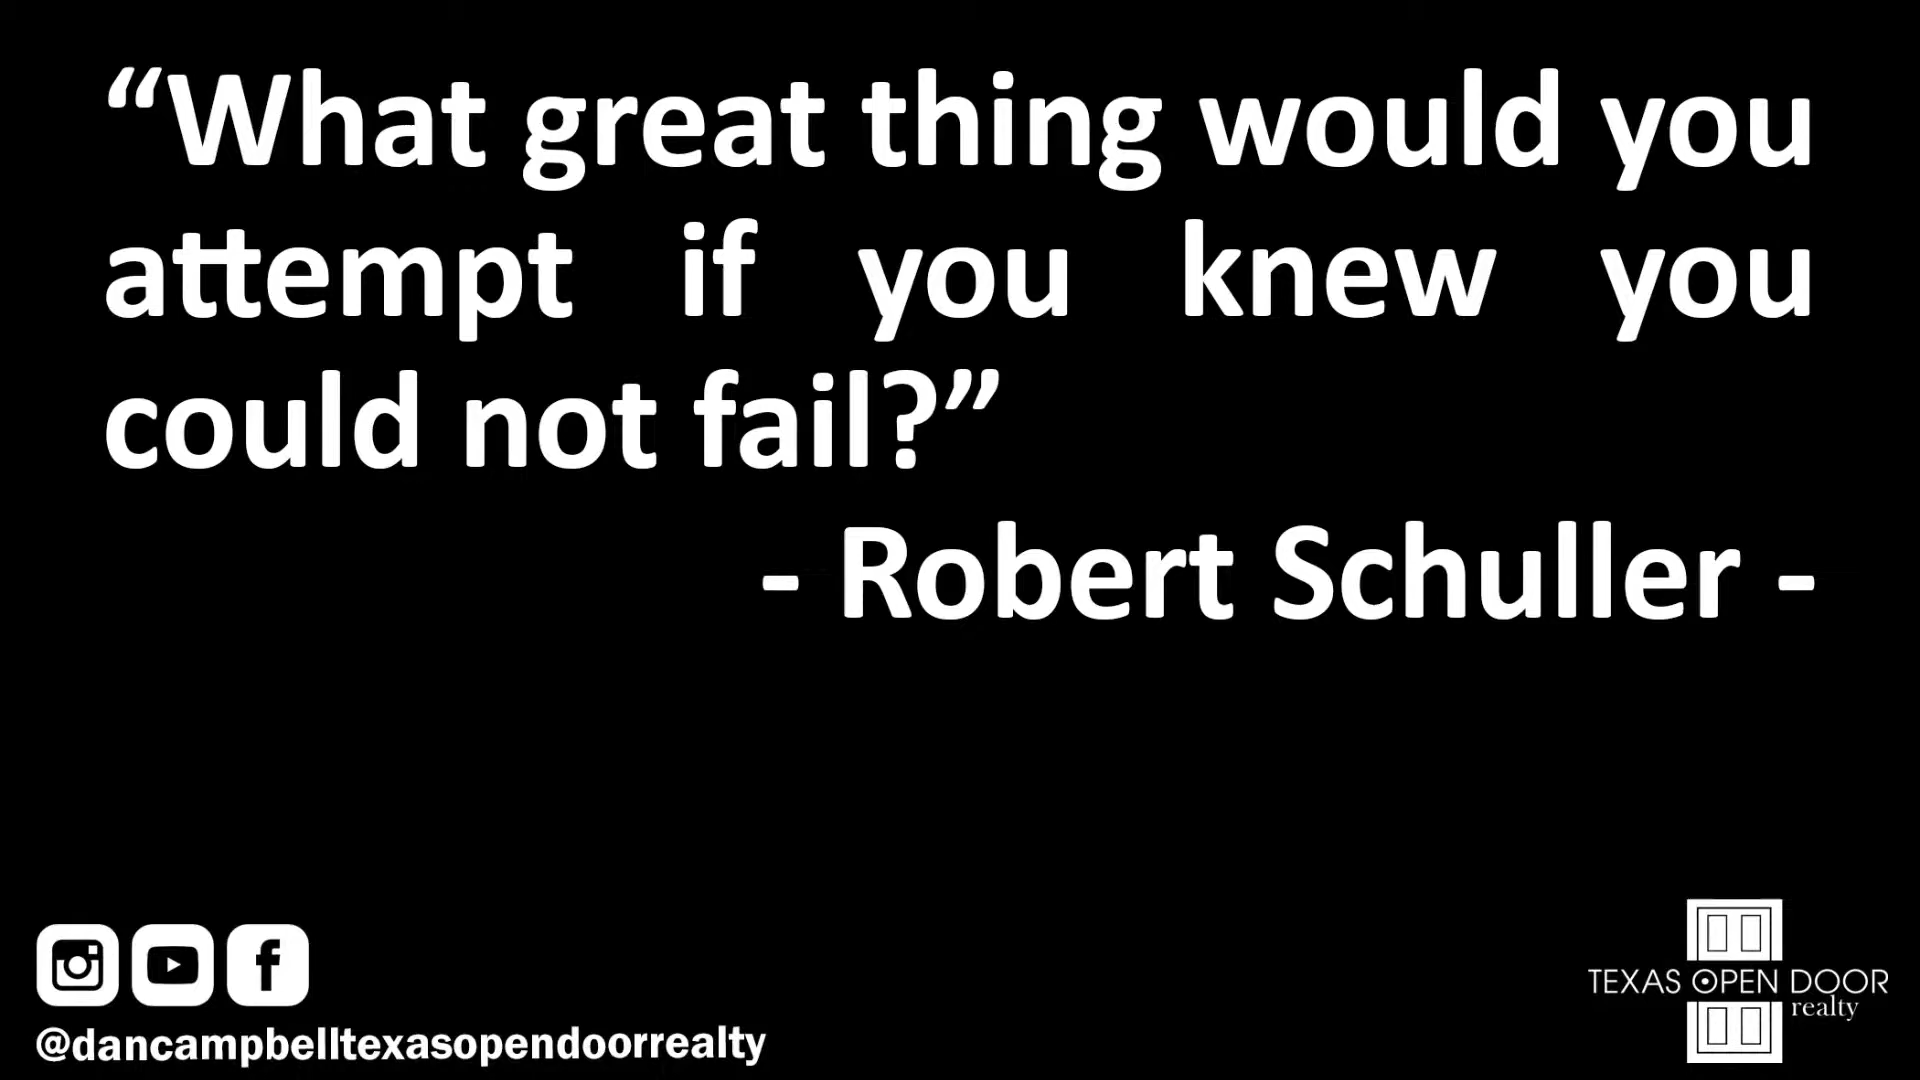 “What great thing would you
attempt if you knew you
could not fail?”
- Robert Schuller -
@dancampbelltexasopendoorrealty
TEXAS OPEN DOOR
realty